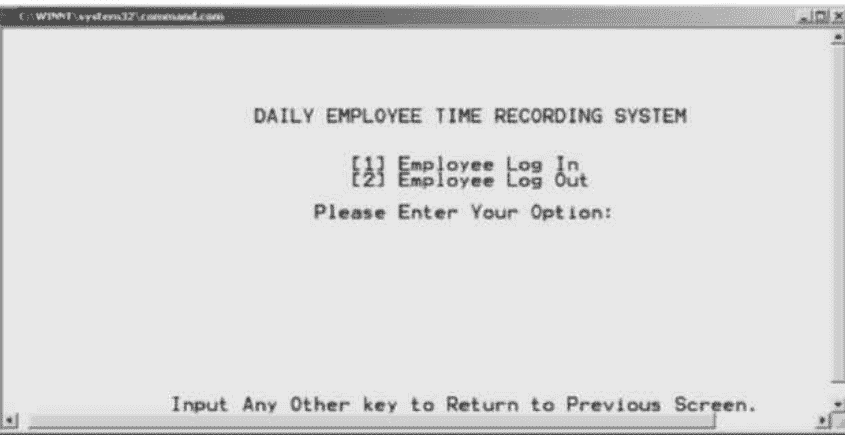 C:\WINNT\system32\command.com
DAILY EMPLOYEE TIME RECORDING SYSTEM
[1] Employee Log In
[2] Employee Log Out
Please Enter Your Option:
Input Any Other key to Return to Previous Screen.